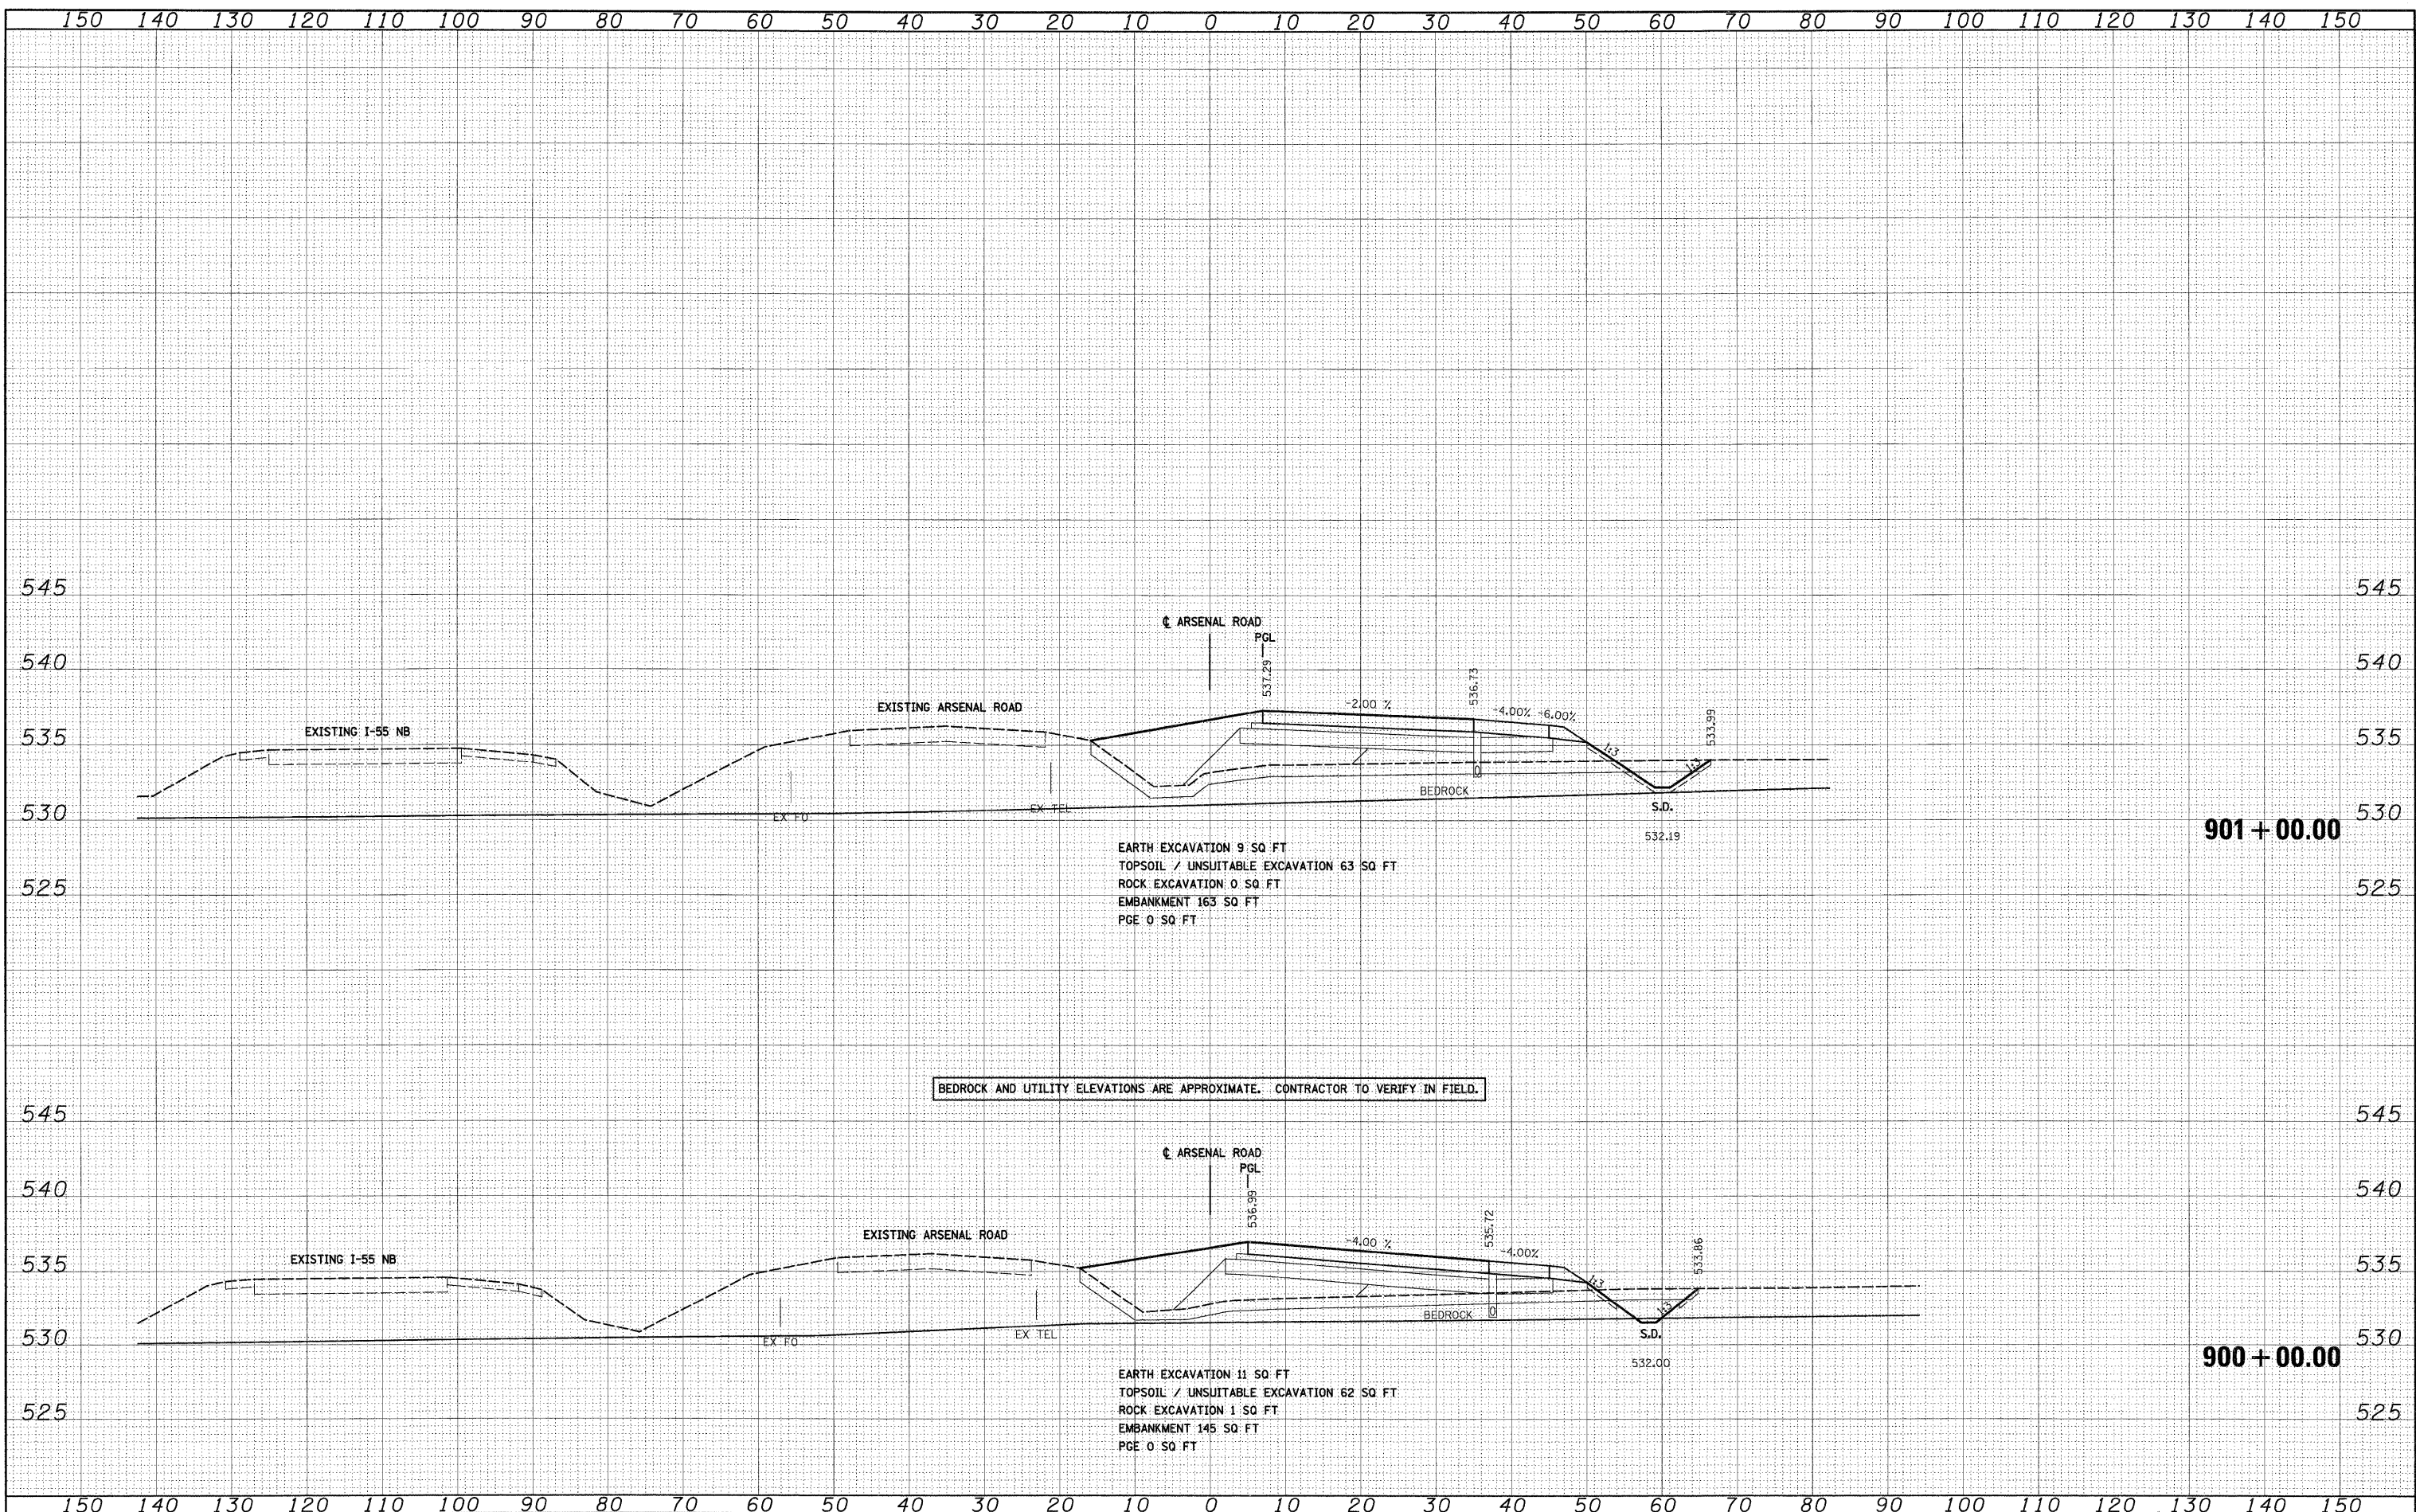 150 140 130 120 110 100 90 80 70 60 50 40 30 20 10 0 10 20 30 40 50 60 70 80 90 100 110 120 130 140 150
545 545
℄ ARSENAL ROAD
PGL
540 540
537.29
536.73
533.99
EXISTING ARSENAL ROAD
-2.00 %
-4.00% -6.00%
EXISTING I-55 NB
535 535
1:3
1:3
BEDROCK
EX TEL
S.D.
530 530
EX FO
901+00.00
532.19
EARTH EXCAVATION 9 SQ FT
TOPSOIL / UNSUITABLE EXCAVATION 63 SQ FT
ROCK EXCAVATION 0 SQ FT
525 525
EMBANKMENT 163 SQ FT
PGE 0 SQ FT
BEDROCK AND UTILITY ELEVATIONS ARE APPROXIMATE. CONTRACTOR TO VERIFY IN FIELD.
545 545
℄ ARSENAL ROAD
PGL
540 540
536.99
535.72
533.86
EXISTING ARSENAL ROAD
-4.00 %
-4.00%
EXISTING I-55 NB
535 535
1:3
1:3
BEDROCK
EX TEL
S.D.
530 530
EX FO
900+00.00
532.00
EARTH EXCAVATION 11 SQ FT
TOPSOIL / UNSUITABLE EXCAVATION 62 SQ FT
ROCK EXCAVATION 1 SQ FT
525 525
EMBANKMENT 145 SQ FT
PGE 0 SQ FT
150 140 130 120 110 100 90 80 70 60 50 40 30 20 10 0 10 20 30 40 50 60 70 80 90 100 110 120 130 140 150